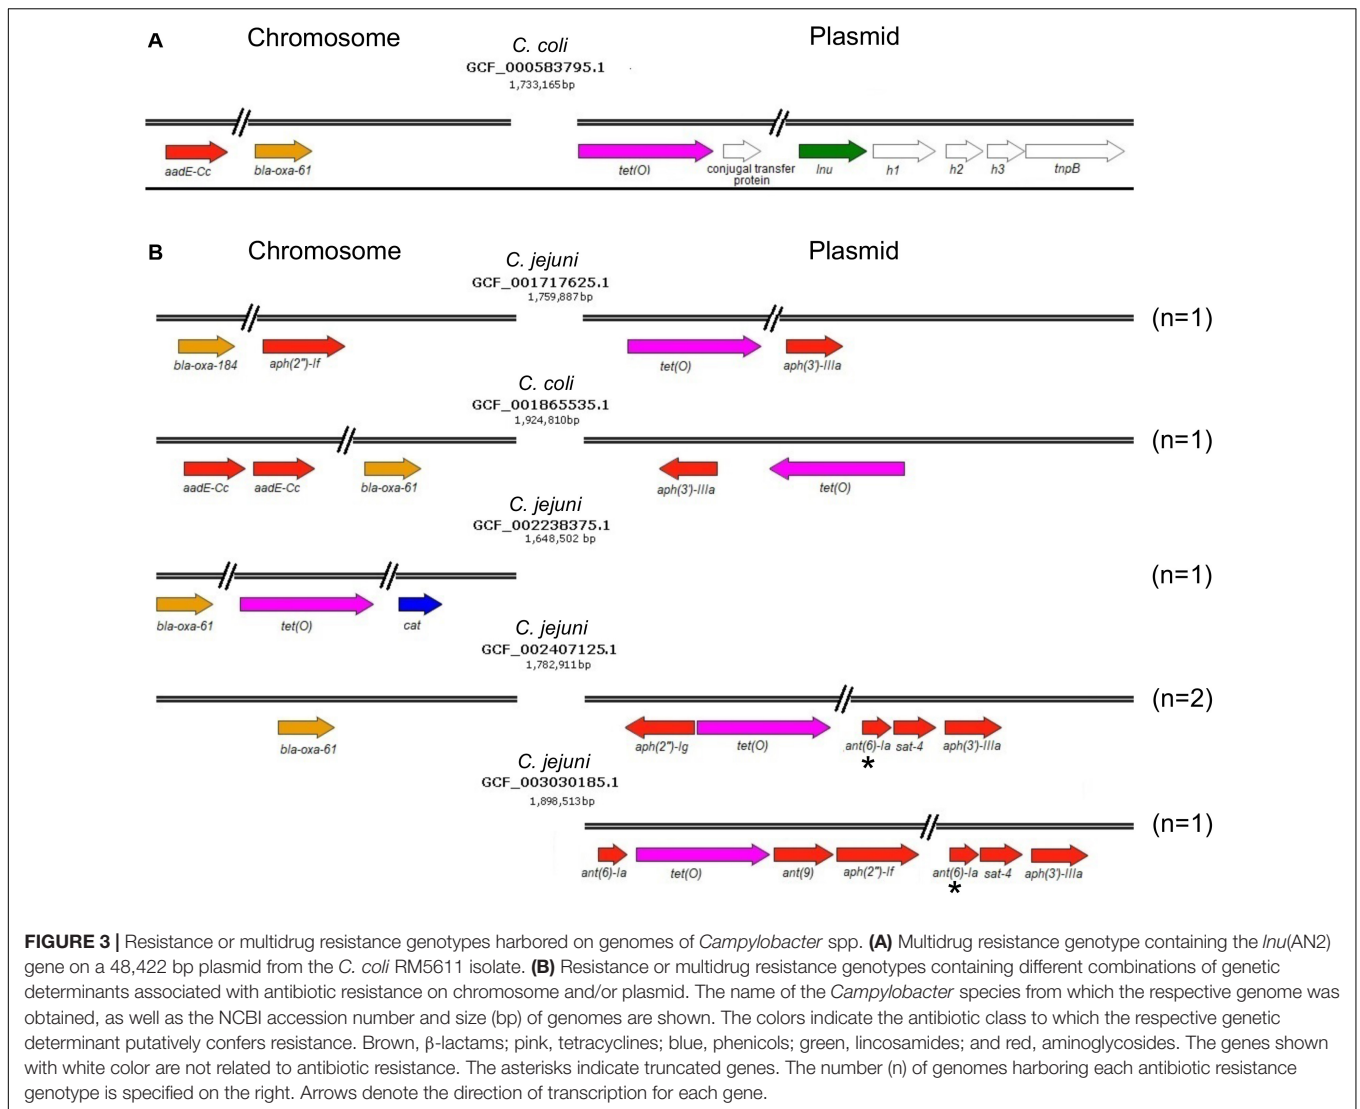 A
Chromosome
Plasmid
C. coli
GCF_000583795.1
1,733,165bp
aadE-Cc
bla-oxa-61
tet(O)
conjugal transfer
protein
lnu
h1
h2
h3
tnpB
B
Chromosome
Plasmid
C. jejuni
GCF_001717625.1
1,759,887bp
(n=1)
bla-oxa-184
aph(2")-If
tet(O)
aph(3')-IIIa
C. coli
GCF_001865535.1
1,924,810bp
(n=1)
aadE-Cc
aadE-Cc
bla-oxa-61
aph(3')-IIIa
tet(O)
C. jejuni
GCF_002238375.1
1,648,502 bp
(n=1)
bla-oxa-61
tet(O)
cat
C. jejuni
GCF_002407125.1
1,782,911bp
(n=2)
bla-oxa-61
aph(2")-Ig
tet(O)
ant(6)-Ia
*
sat-4
aph(3')-IIIa
C. jejuni
GCF_003030185.1
1,898,513bp
(n=1)
ant(6)-Ia
tet(O)
ant(9)
aph(2")-If
ant(6)-Ia
*
sat-4
aph(3')-IIIa
FIGURE 3 | Resistance or multidrug resistance genotypes harbored on genomes of Campylobacter spp. (A) Multidrug resistance genotype containing the lnu(AN2)
gene on a 48,422 bp plasmid from the C. coli RM5611 isolate. (B) Resistance or multidrug resistance genotypes containing different combinations of genetic
determinants associated with antibiotic resistance on chromosome and/or plasmid. The name of the Campylobacter species from which the respective genome was
obtained, as well as the NCBI accession number and size (bp) of genomes are shown. The colors indicate the antibiotic class to which the respective genetic
determinant putatively confers resistance. Brown, β-lactams; pink, tetracyclines; blue, phenicols; green, lincosamides; and red, aminoglycosides. The genes shown
with white color are not related to antibiotic resistance. The asterisks indicate truncated genes. The number (n) of genomes harboring each antibiotic resistance
genotype is specified on the right. Arrows denote the direction of transcription for each gene.